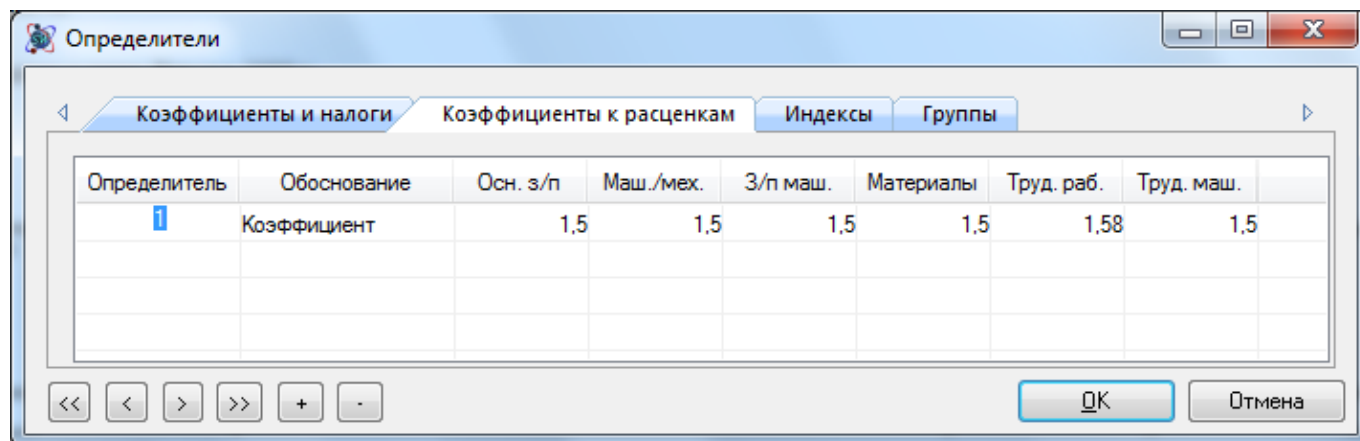 Определители
Коэффициенты и налоги Коэффициенты к расценкам Индексы Группы
Определитель Обоснование Осн. з/п Маш./мех. З/п маш. Материалы Труд. раб. Труд. маш.
1 Коэффициент 1,5 1,5 1,5 1,5 1,58 1,5
<< < > >> + - OK Отмена